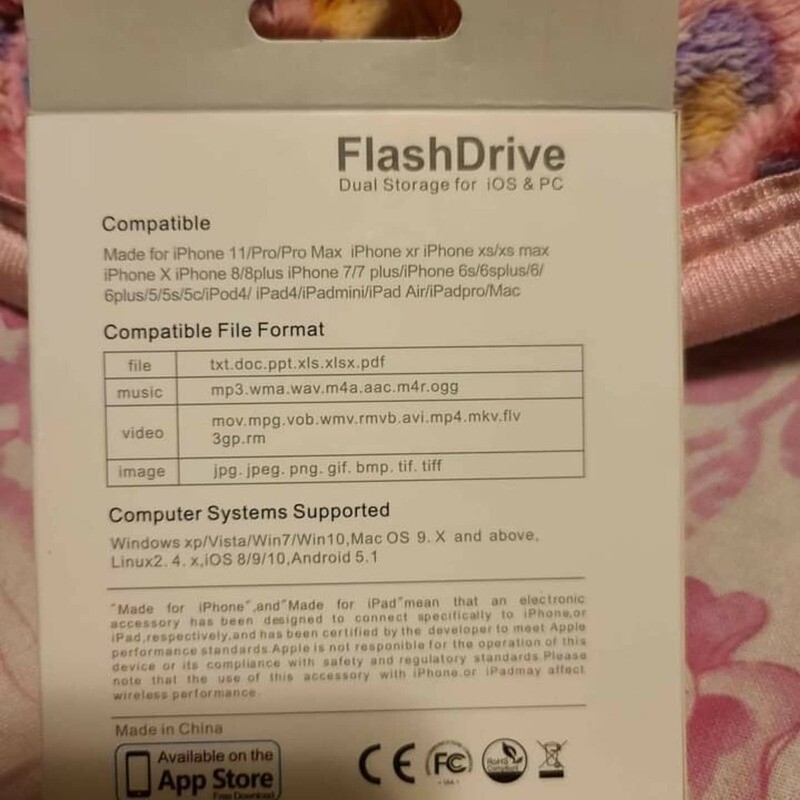 FlashDrive
Dual Storage for iOS & PC
Compatible
Made for iPhone 11/Pro/Pro Max iPhone xr iPhone xs/xs max
iPhone X iPhone 8/8plus iPhone 7/7 plus/iPhone 6s/6splus/6/
6plus/5/5s/5c/iPod4/ iPad4/iPadmini/iPad Air/iPadpro/Mac
Compatible File Format
file txt.doc.ppt.xls.xlsx.pdf
music mp3.wma.wav.m4a.aac.m4r.ogg
video mov.mpg.vob.wmv.rmvb.avi.mp4.mkv.flv
3gp.rm
image jpg. jpeg. png. gif. bmp. tif. tiff
Computer Systems Supported
Windows xp/Vista/Win7/Win10,Mac OS 9. X and above,
Linux2. 4. x,iOS 8/9/10,Android 5.1
"Made for iPhone",and"Made for iPad"mean that an electronic
accessory has been designed to connect specifically to iPhone,or
iPad,respectively,and has been certified by the developer to meet Apple
performance standards.Apple is not responsible for the operation of this
device or its compliance with safety and regulatory standards.Please
note that the use of this accessory with iPhone,or iPadmay affect
wireless performance.
Made in China
Available on the
App Store
Free Download
CE FC RoHS
Compliant